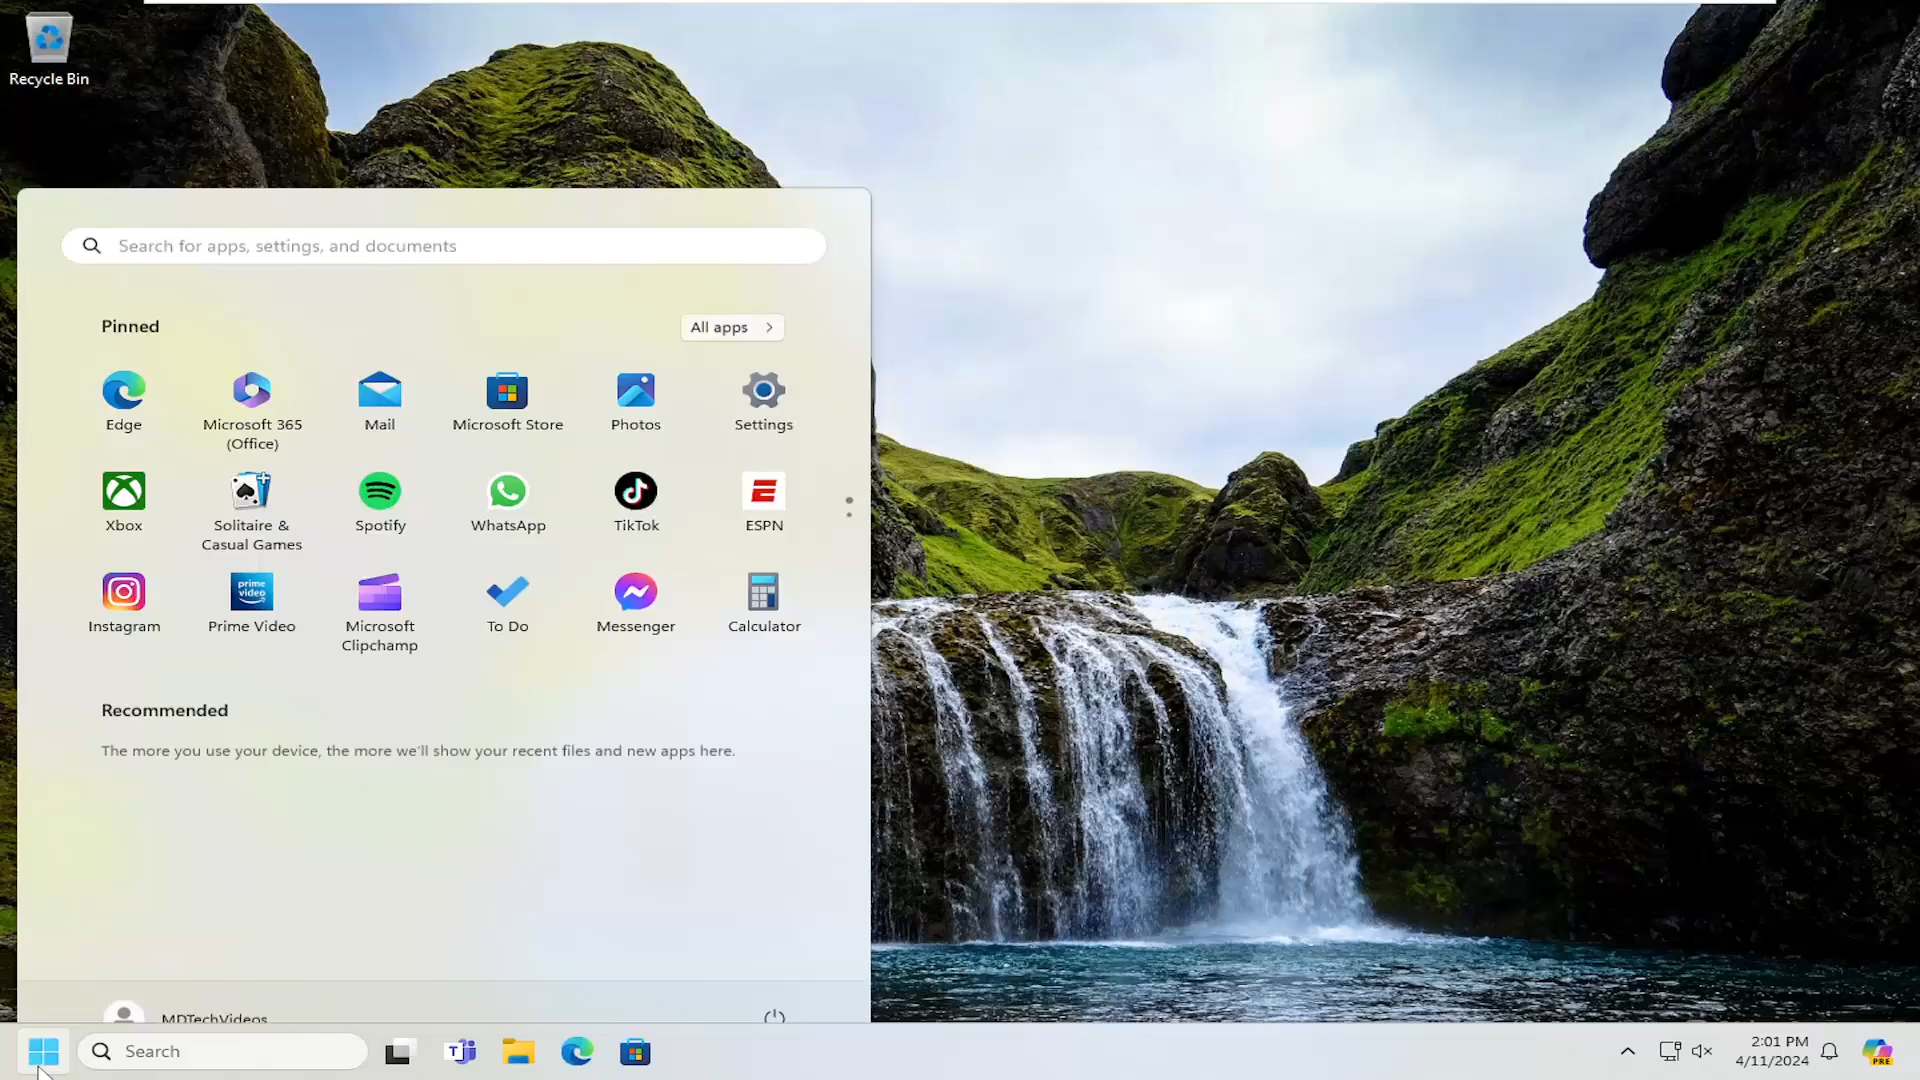 Recycle Bin
Search for apps, settings, and documents
Pinned
All apps
Edge
Microsoft 365
(Office)
Mail
Microsoft Store
Photos
Settings
Xbox
Solitaire &
Casual Games
Spotify
WhatsApp
TikTok
ESPN
prime
video
Instagram
Prime Video
Microsoft
Clipchamp
To Do
Messenger
Calculator
Recommended
The more you use your device, the more we'll show your recent files and new apps here.
MDTechVideos
Search
2:01 PM
4/11/2024
PRE